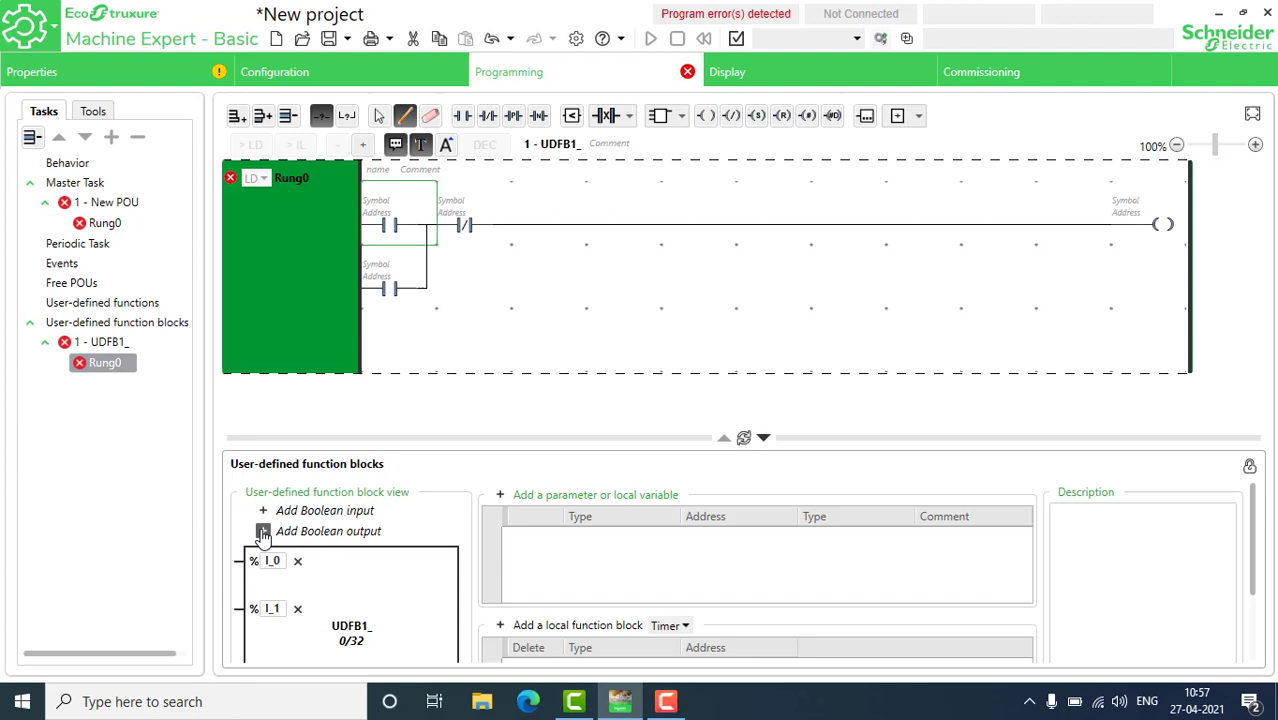 EcoStruxure
Machine Expert - Basic
*New project
Program error(s) detected
Not Connected
Schneider
Electric
Properties
Configuration
Programming
Display
Commissioning
Tasks
Tools
Behavior
Master Task
1 - New POU
Rung0
Periodic Task
Events
Free POUs
User-defined functions
User-defined function blocks
1 - UDFB1_
Rung0
> LD
> IL
-
+
T
A
DEC
1 - UDFB1_
Comment
100%
LD
Rung0
name
Comment
Symbol
Address
Symbol
Address
Symbol
Address
Symbol
Address
User-defined function blocks
User-defined function block view
+ Add Boolean input
Add Boolean output
% I_0 ×
% I_1 ×
UDFB1_
0/32
+ Add a parameter or local variable
Type
Address
Type
Comment
+ Add a local function block
Timer
Delete
Type
Address
Description
Type here to search
ENG
10:57
27-04-2021
2